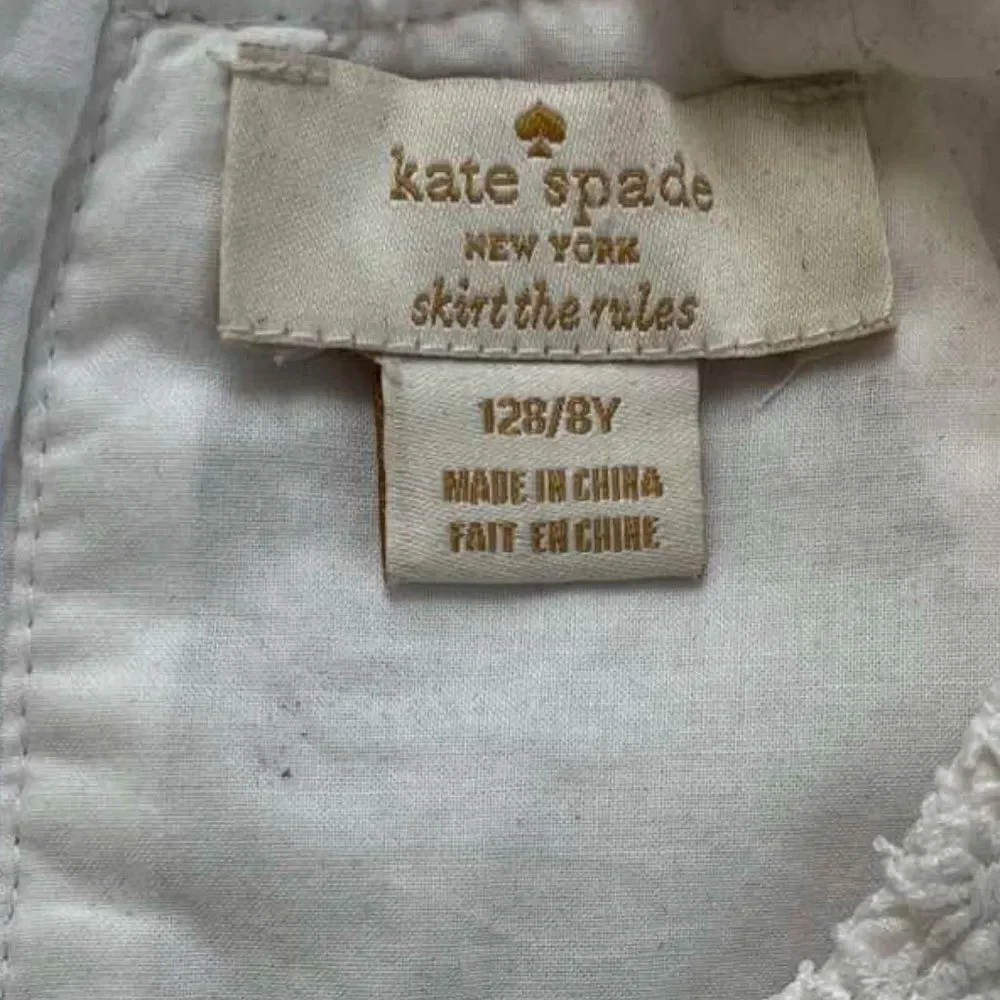 kate spade
NEW YORK
skirt the rules
128/8Y
MADE IN CHINA
FAIT EN CHINE